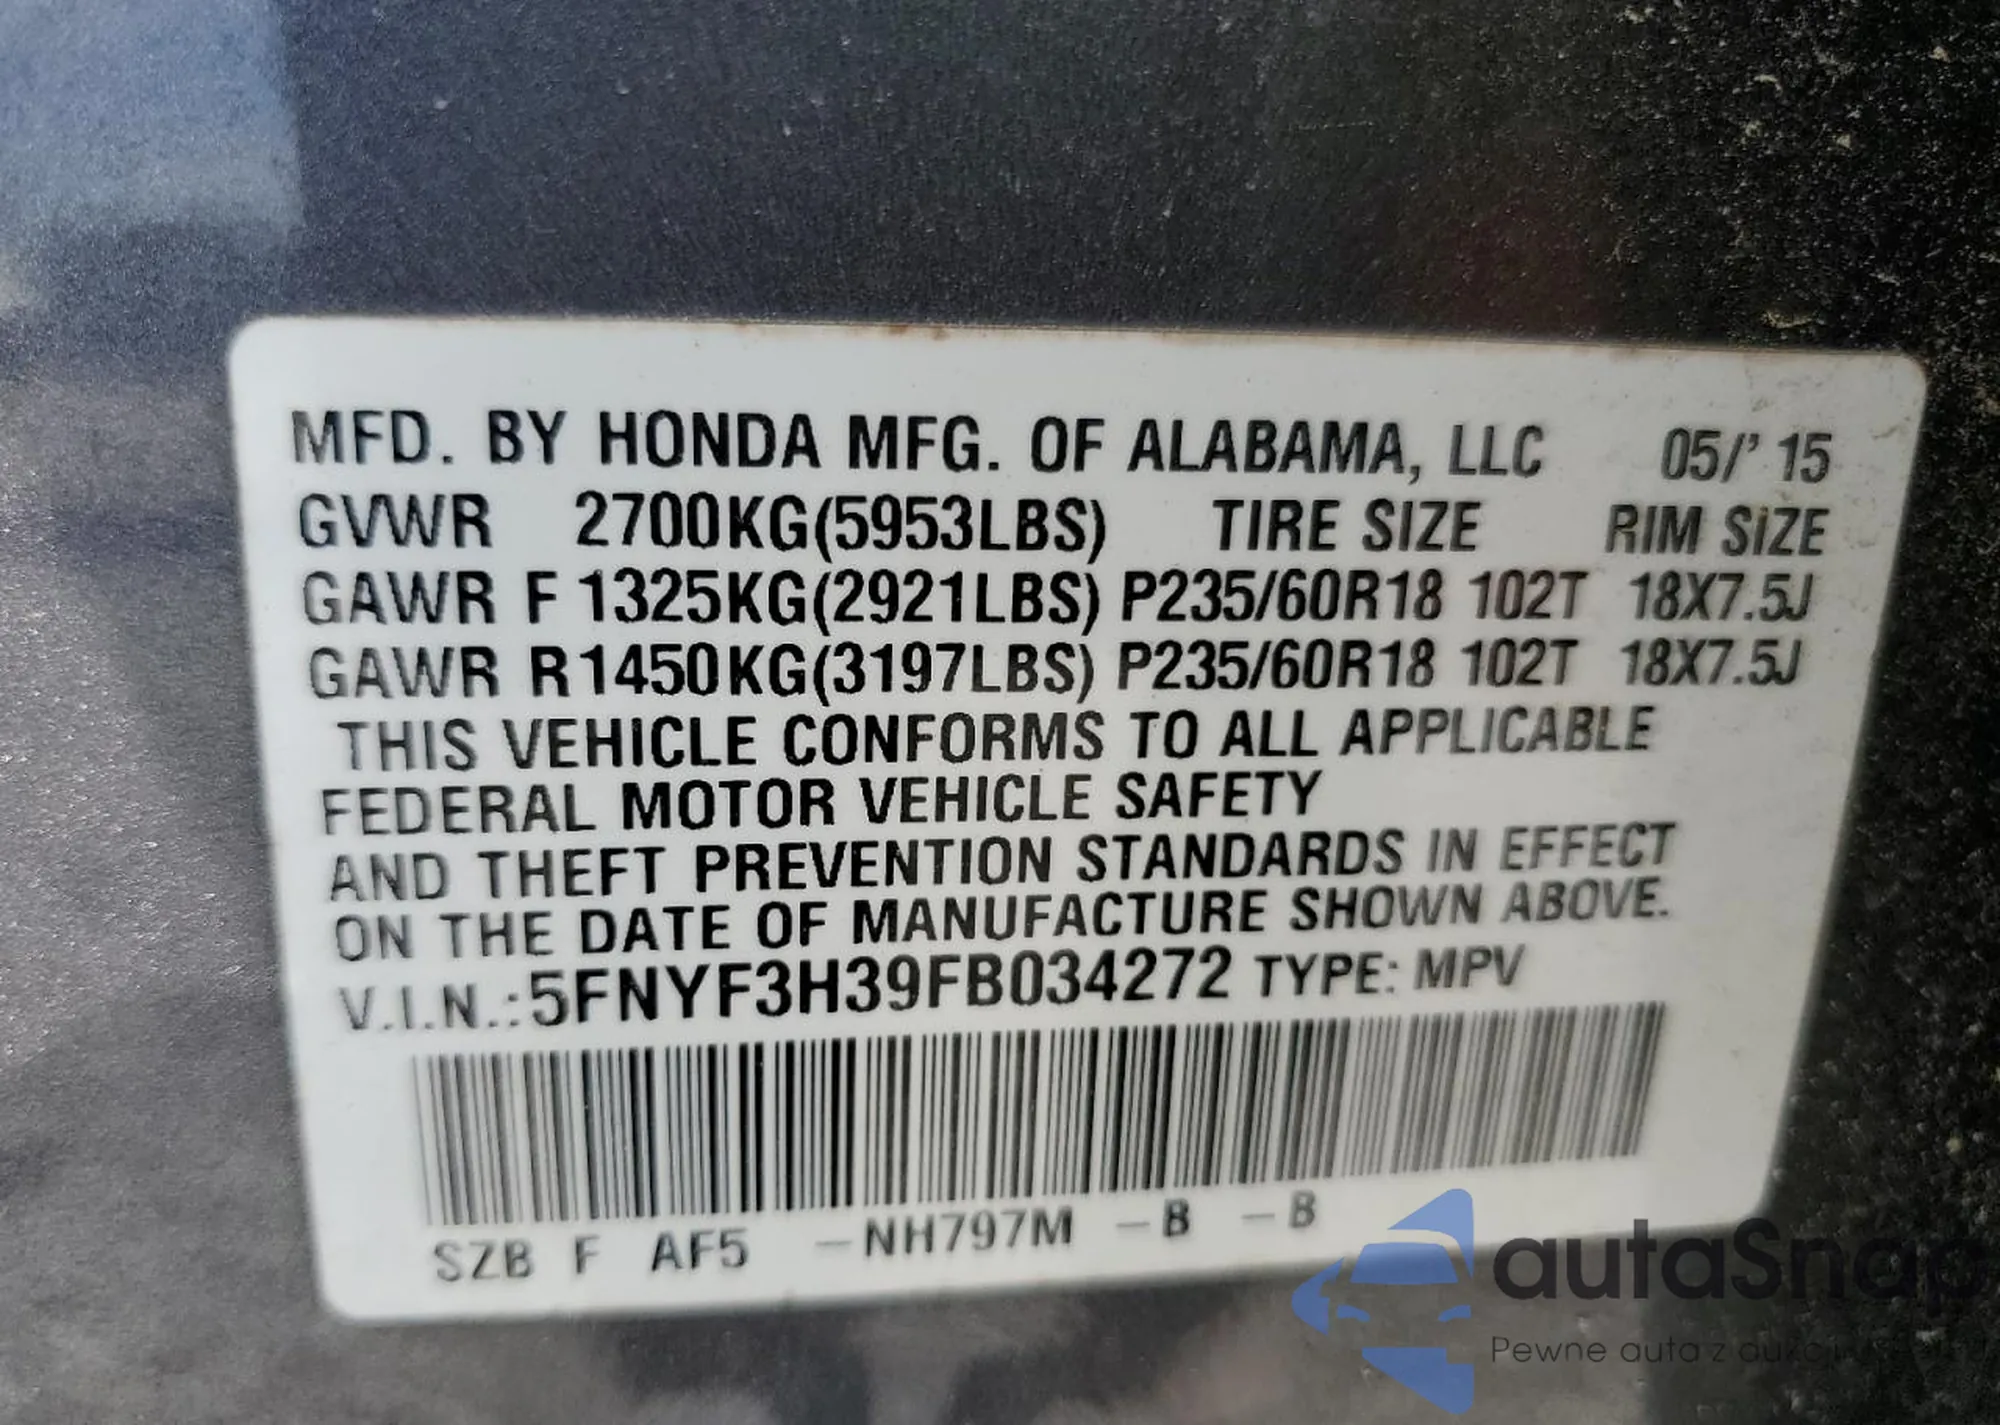 MFD. BY HONDA MFG. OF ALABAMA, LLC 05/' 15
GVWR 2700KG(5953LBS) TIRE SIZE RIM SIZE
GAWR F 1325KG(2921LBS) P235/60R18 102T 18X7.5J
GAWR R1450KG(3197LBS) P235/60R18 102T 18X7.5J
THIS VEHICLE CONFORMS TO ALL APPLICABLE
FEDERAL MOTOR VEHICLE SAFETY
AND THEFT PREVENTION STANDARDS IN EFFECT
ON THE DATE OF MANUFACTURE SHOWN ABOVE.
V.I.N.:5FNYF3H39FB034272 TYPE: MPV
SZB F AF5 -NH797M -B -B
autaSnap
Pewne auta z